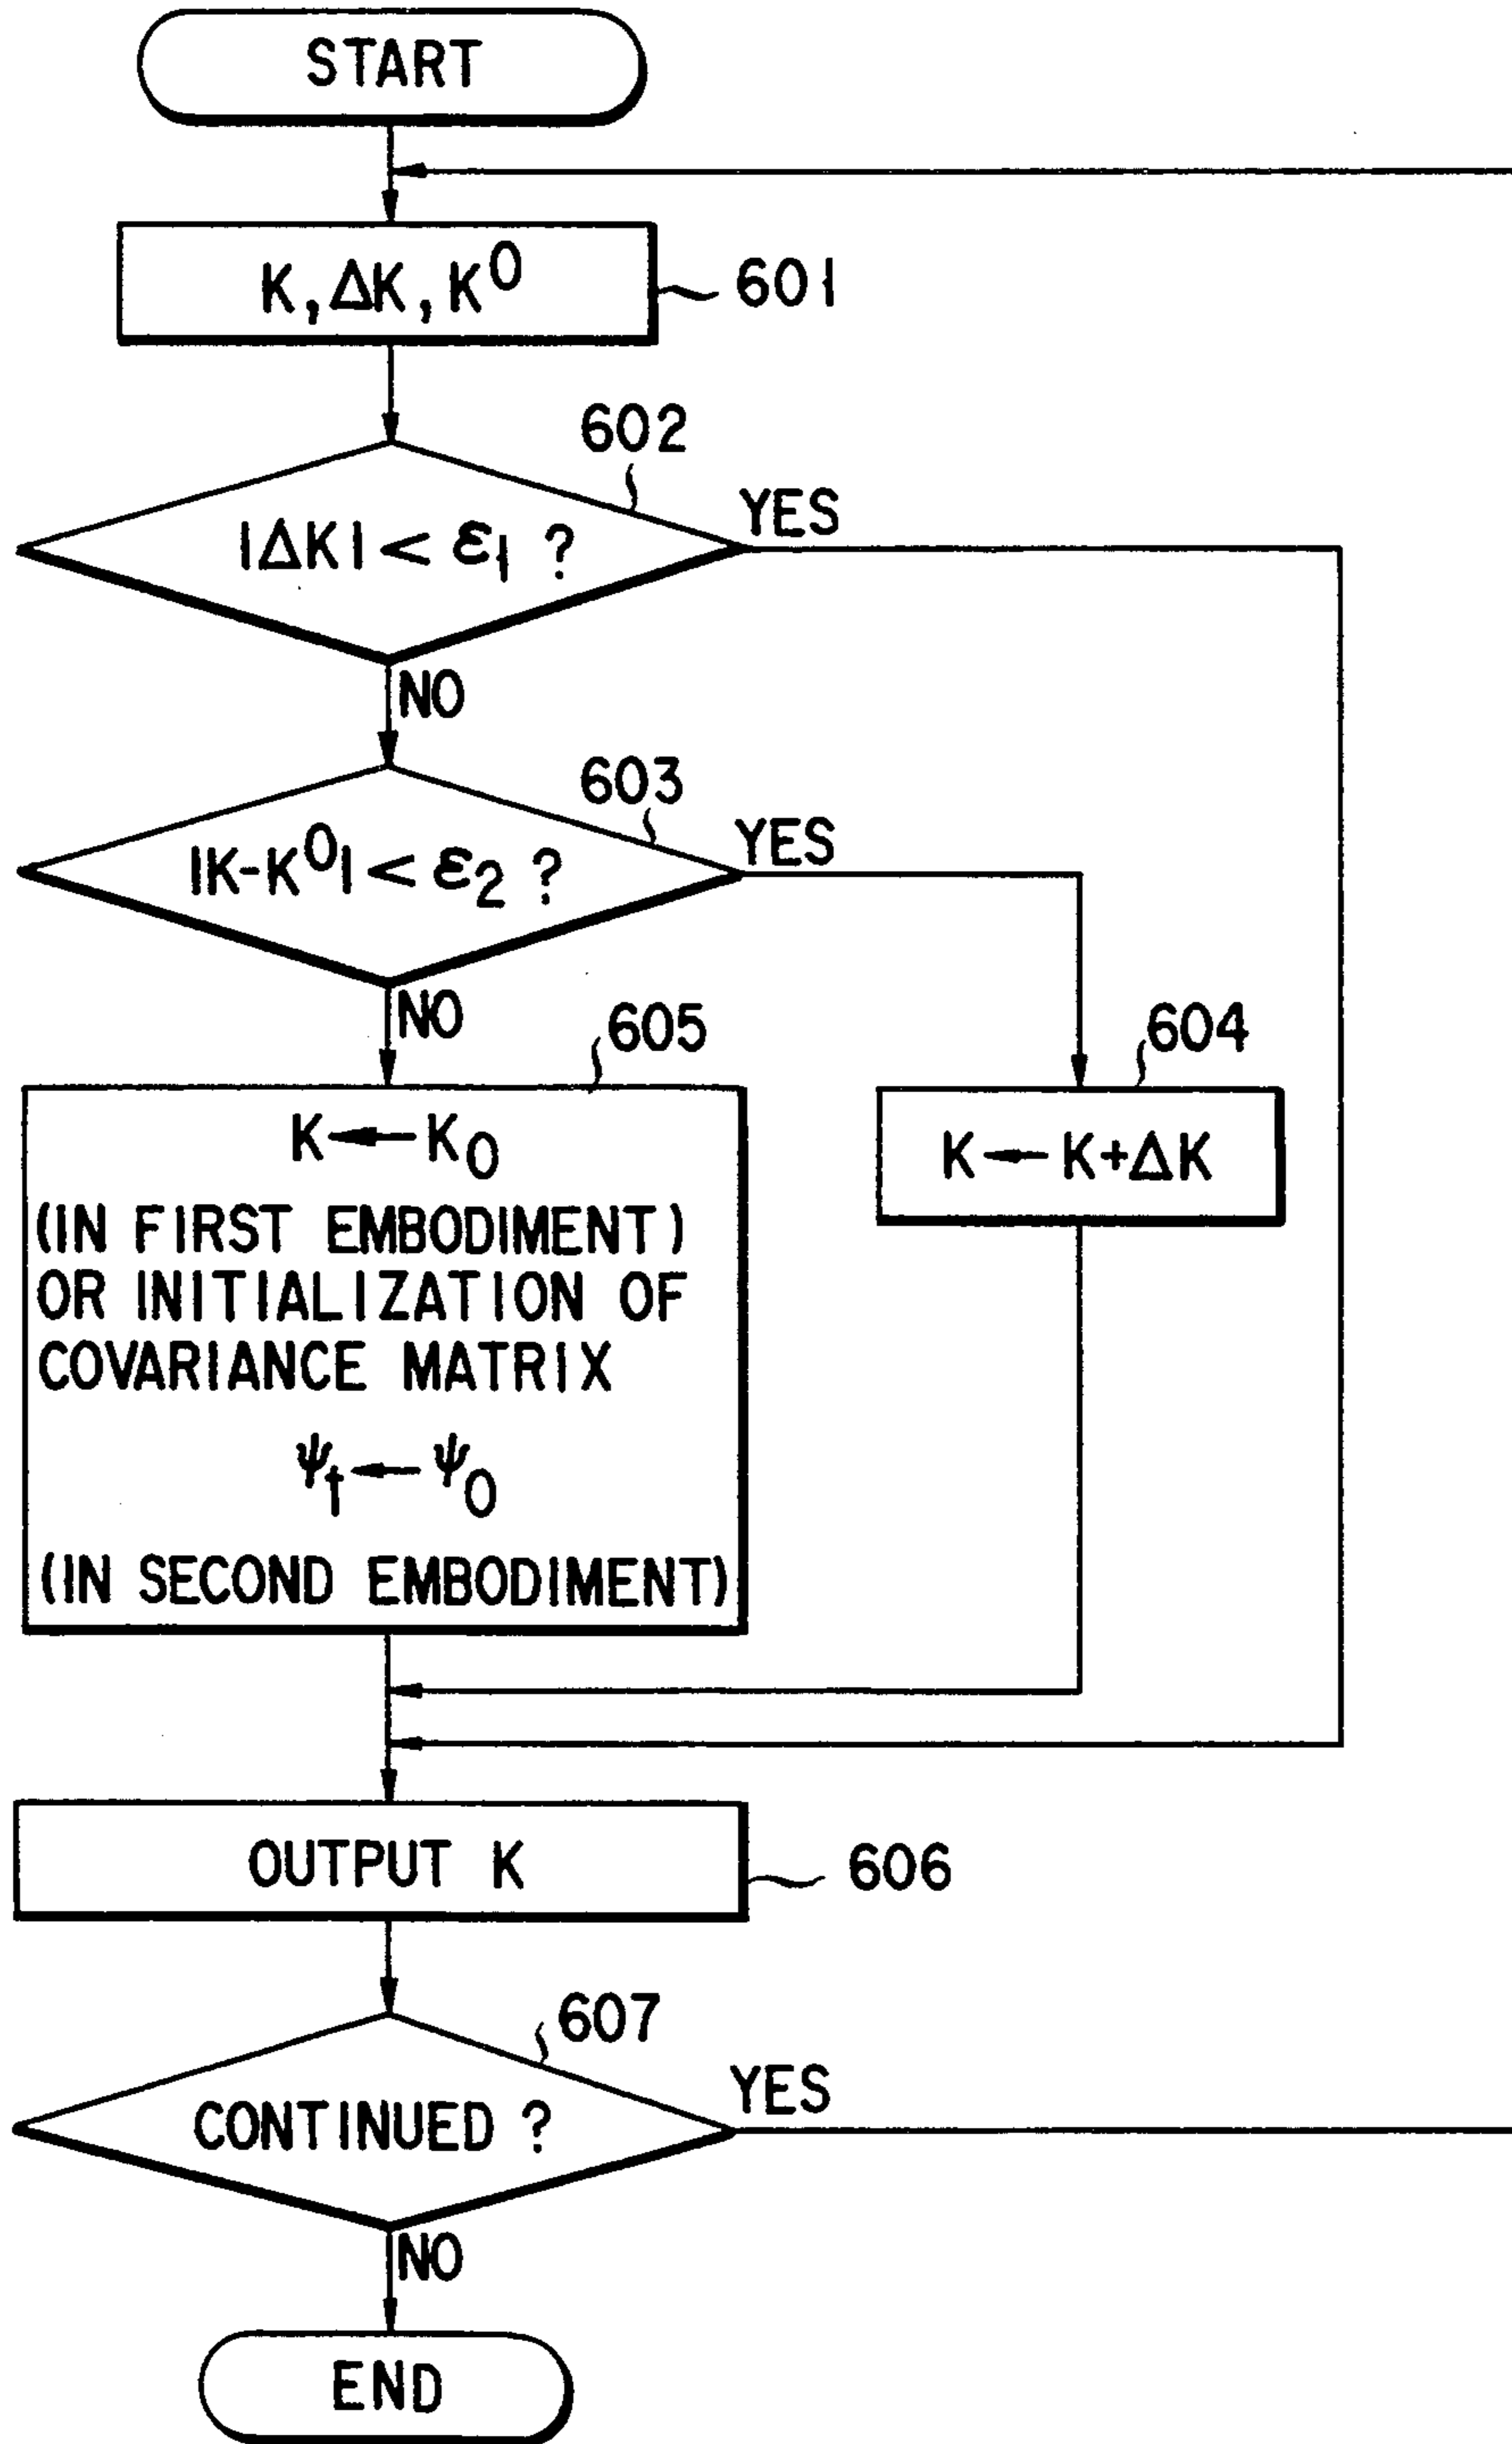 START
K, ΔK, K⁰
601
602
|ΔK| < ε₁ ?
YES
NO
603
|K-K⁰| < ε₂ ?
YES
NO
605
604
K ← K₀
(IN FIRST EMBODIMENT)
OR INITIALIZATION OF
COVARIANCE MATRIX
ψₜ ← ψ₀
(IN SECOND EMBODIMENT)
K ← K+ΔK
OUTPUT K
606
607
CONTINUED ?
YES
NO
END